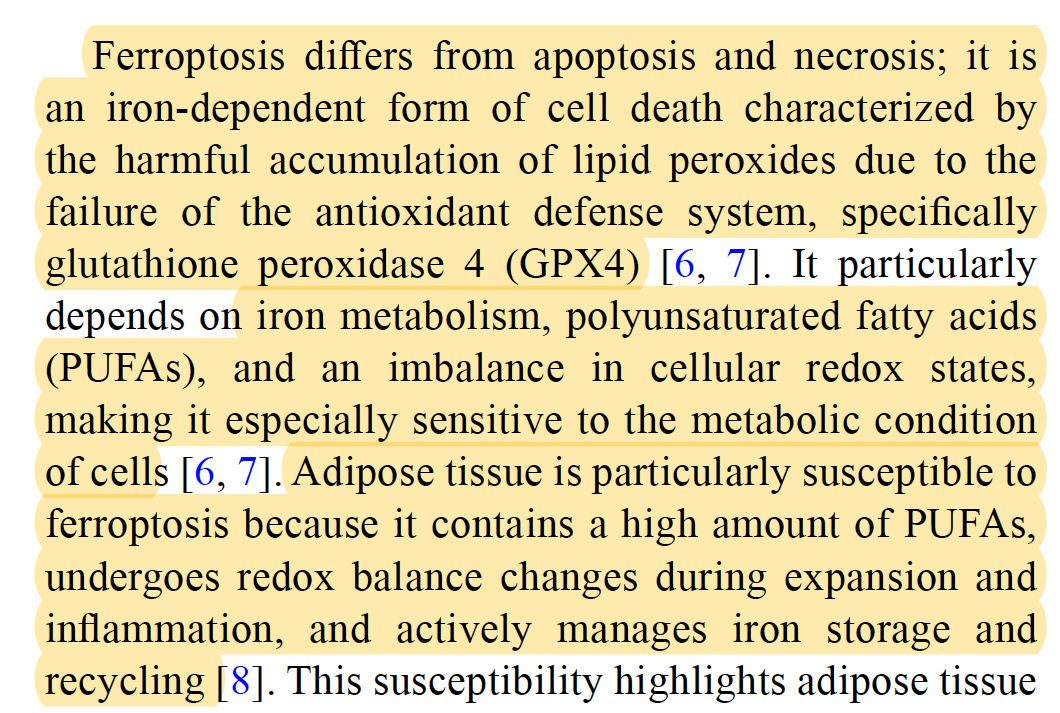 Ferroptosis differs from apoptosis and necrosis; it is
an iron-dependent form of cell death characterized by
the harmful accumulation of lipid peroxides due to the
failure of the antioxidant defense system, specifically
glutathione peroxidase 4 (GPX4) [6, 7]. It particularly
depends on iron metabolism, polyunsaturated fatty acids
(PUFAs), and an imbalance in cellular redox states,
making it especially sensitive to the metabolic condition
of cells [6, 7]. Adipose tissue is particularly susceptible to
ferroptosis because it contains a high amount of PUFAs,
undergoes redox balance changes during expansion and
inflammation, and actively manages iron storage and
recycling [8]. This susceptibility highlights adipose tissue